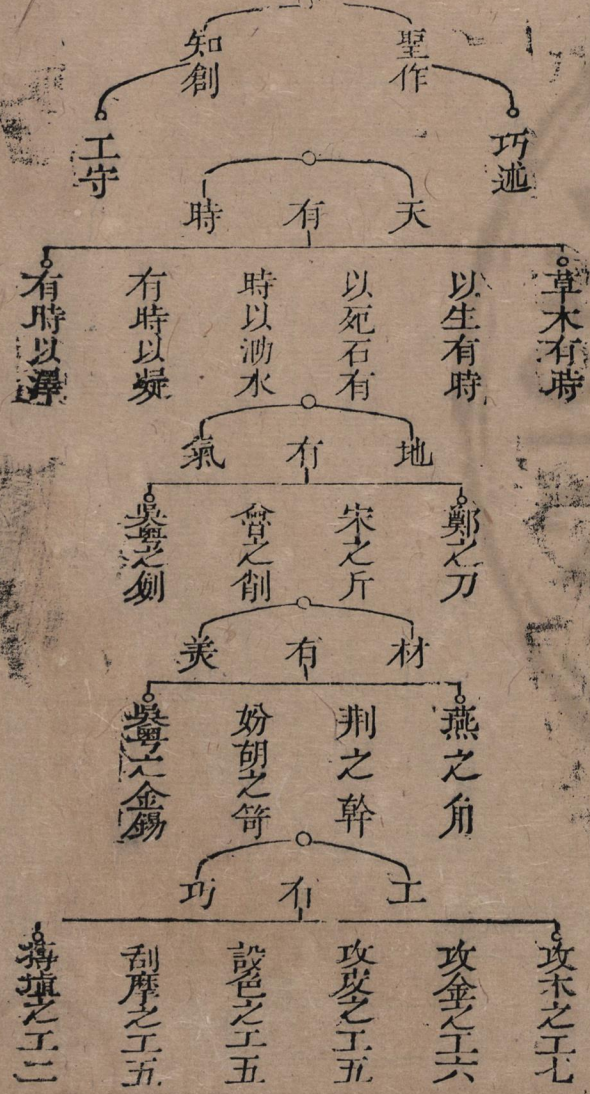 聖作
知創
巧述
工守
天有時
草木有時
以生有時
以死石有
時以泐水
有時以凝
有時以澤
地有氣
鄭之刀
宋之斤
魯之削
吳粵之劍
材有美
燕之角
荆之幹
妢胡之笴
吳粵之金錫
工有巧
攻木之工七
攻金之工六
攻皮之工五
設色之工五
刮摩之工五
搏埴之工二